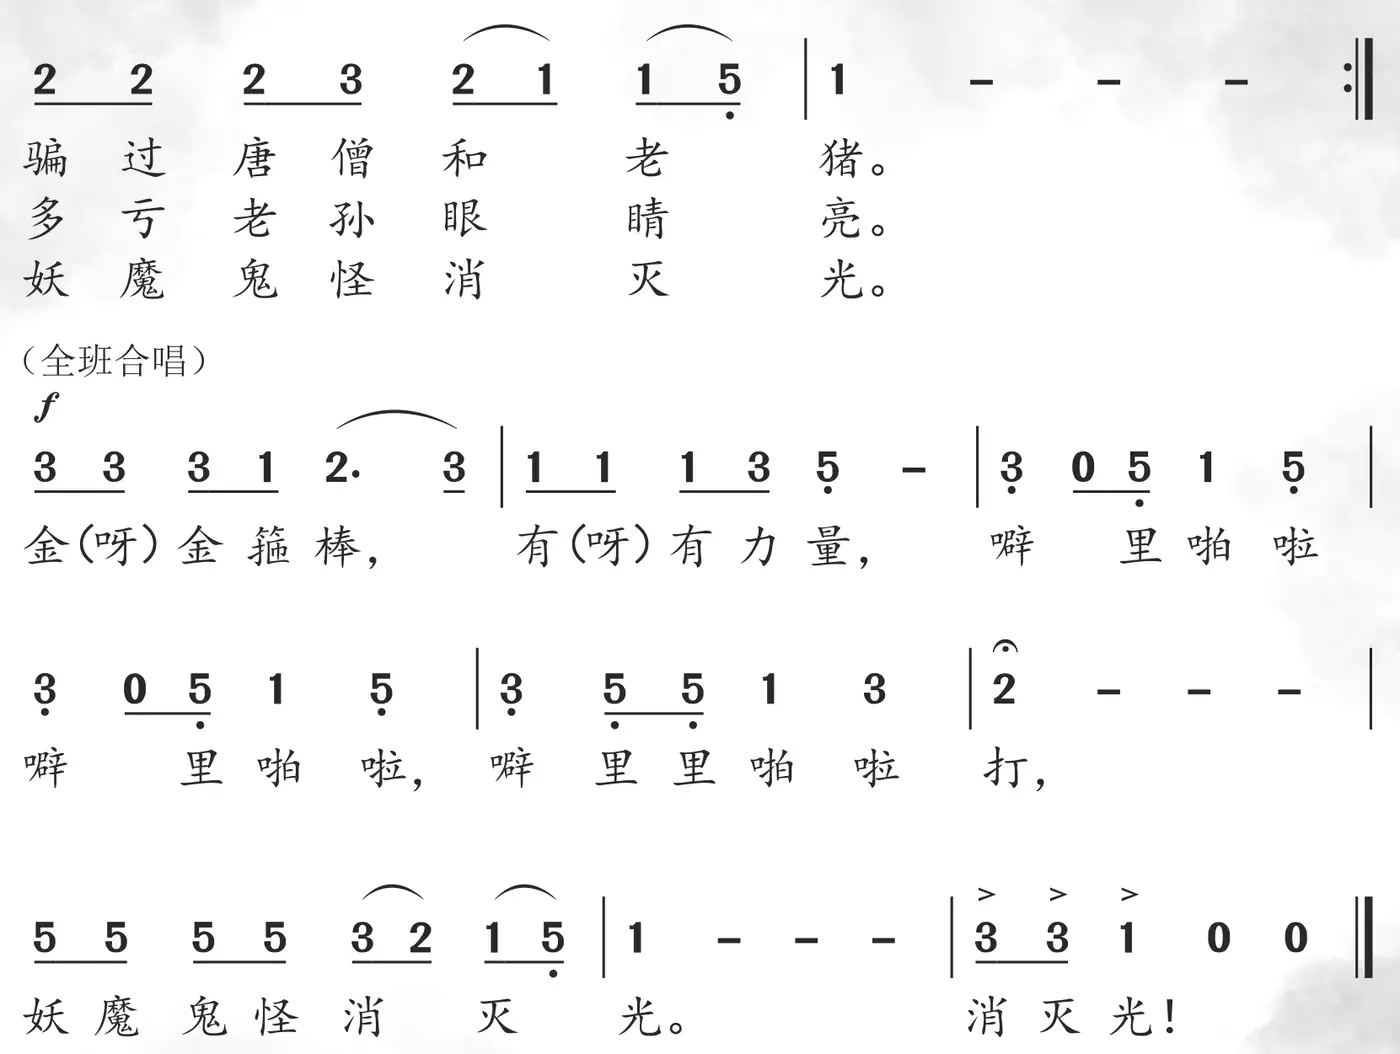 2 2 2 3 2 1 1 5 | 1 - - - :||
骗过唐僧和老猪。
多亏老孙眼睛亮。
妖魔鬼怪消灭光。
（全班合唱）
f
3 3 3 1 2· 3 | 1 1 1 3 5 - | 3 0 5 1 5 |
金(呀)金箍棒, 有(呀)有力量, 噼里啪啦
3 0 5 1 5 | 3 5 5 1 3 | 2 - - - |
噼里啪啦, 噼里里啪啦打,
5 5 5 5 3 2 1 5 | 1 - - - | 3 3 1 0 0 ||
妖魔鬼怪消灭光。 消灭光!